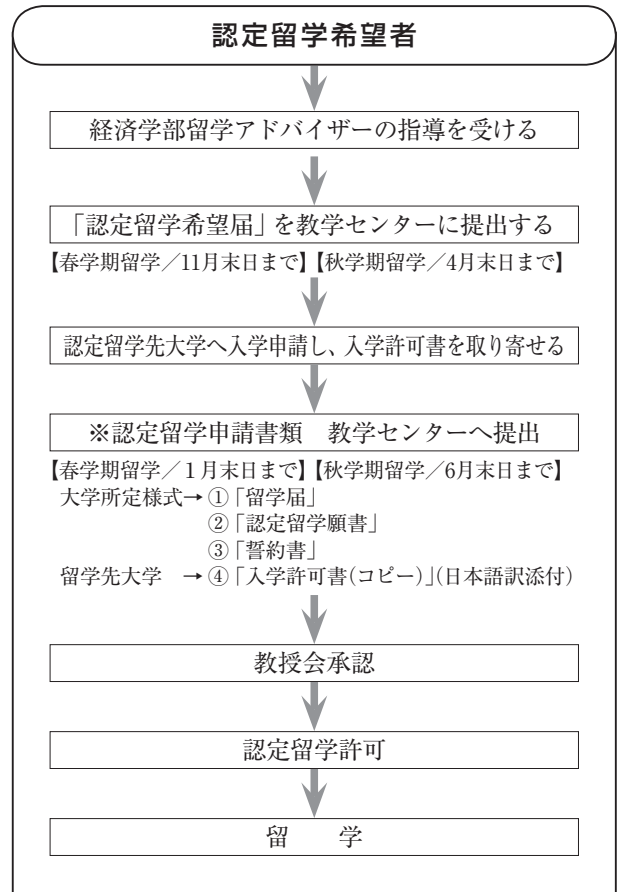 認定留学希望者
経済学部留学アドバイザーの指導を受ける
「認定留学希望届」を教学センターに提出する
【春学期留学／11月末日まで】【秋学期留学／4月末日まで】
認定留学先大学へ入学申請し、入学許可書を取り寄せる
※認定留学申請書類　教学センターへ提出
【春学期留学／１月末日まで】【秋学期留学／6月末日まで】
大学所定様式→①「留学届」
②「認定留学願書」
③「誓約書」
留学先大学　→④「入学許可書(コピー)」(日本語訳添付)
教授会承認
認定留学許可
留　　学